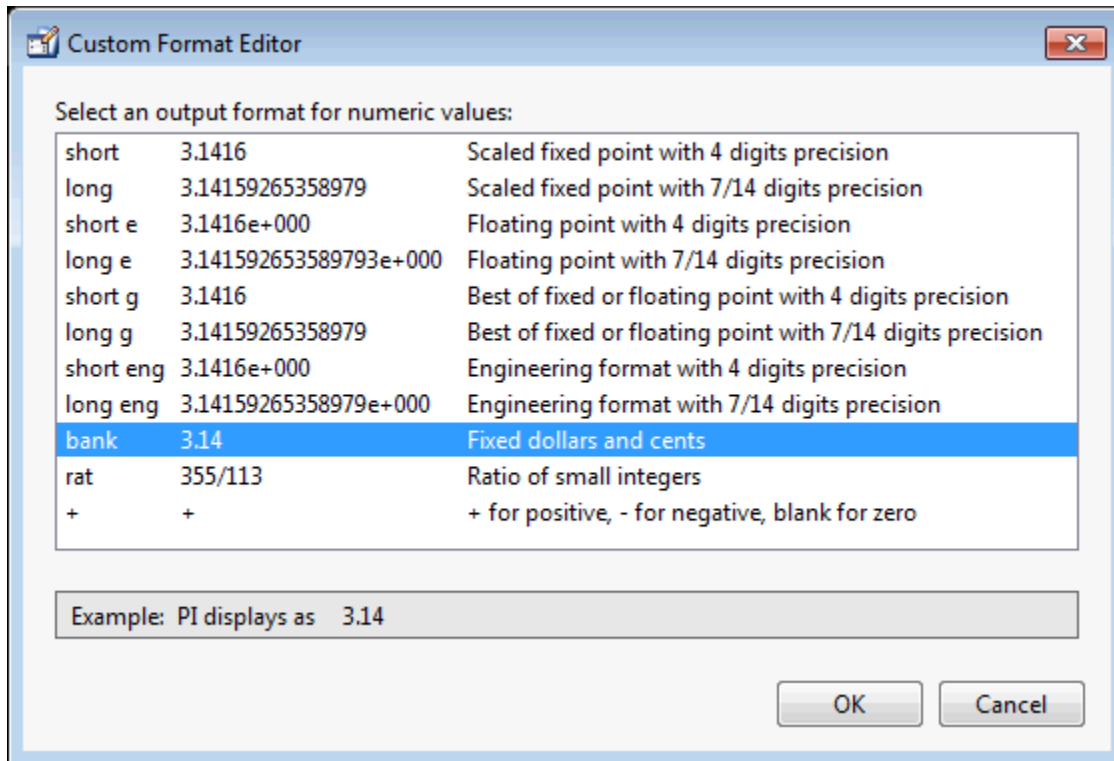 Custom Format Editor
Select an output format for numeric values:
short 3.1416 Scaled fixed point with 4 digits precision
long 3.14159265358979 Scaled fixed point with 7/14 digits precision
short e 3.1416e+000 Floating point with 4 digits precision
long e 3.141592653589793e+000 Floating point with 7/14 digits precision
short g 3.1416 Best of fixed or floating point with 4 digits precision
long g 3.14159265358979 Best of fixed or floating point with 7/14 digits precision
short eng 3.1416e+000 Engineering format with 4 digits precision
long eng 3.14159265358979e+000 Engineering format with 7/14 digits precision
bank 3.14 Fixed dollars and cents
rat 355/113 Ratio of small integers
+ + + for positive, - for negative, blank for zero
Example: PI displays as 3.14
OK Cancel